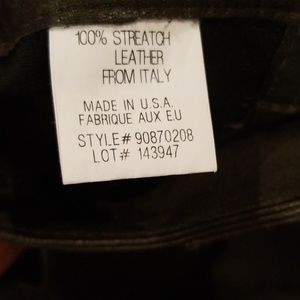 100% STREATCH
LEATHER
FROM ITALY
MADE IN U.S.A.
FABRIQUE AUX E.U
STYLE# 90870208
LOT# 143947